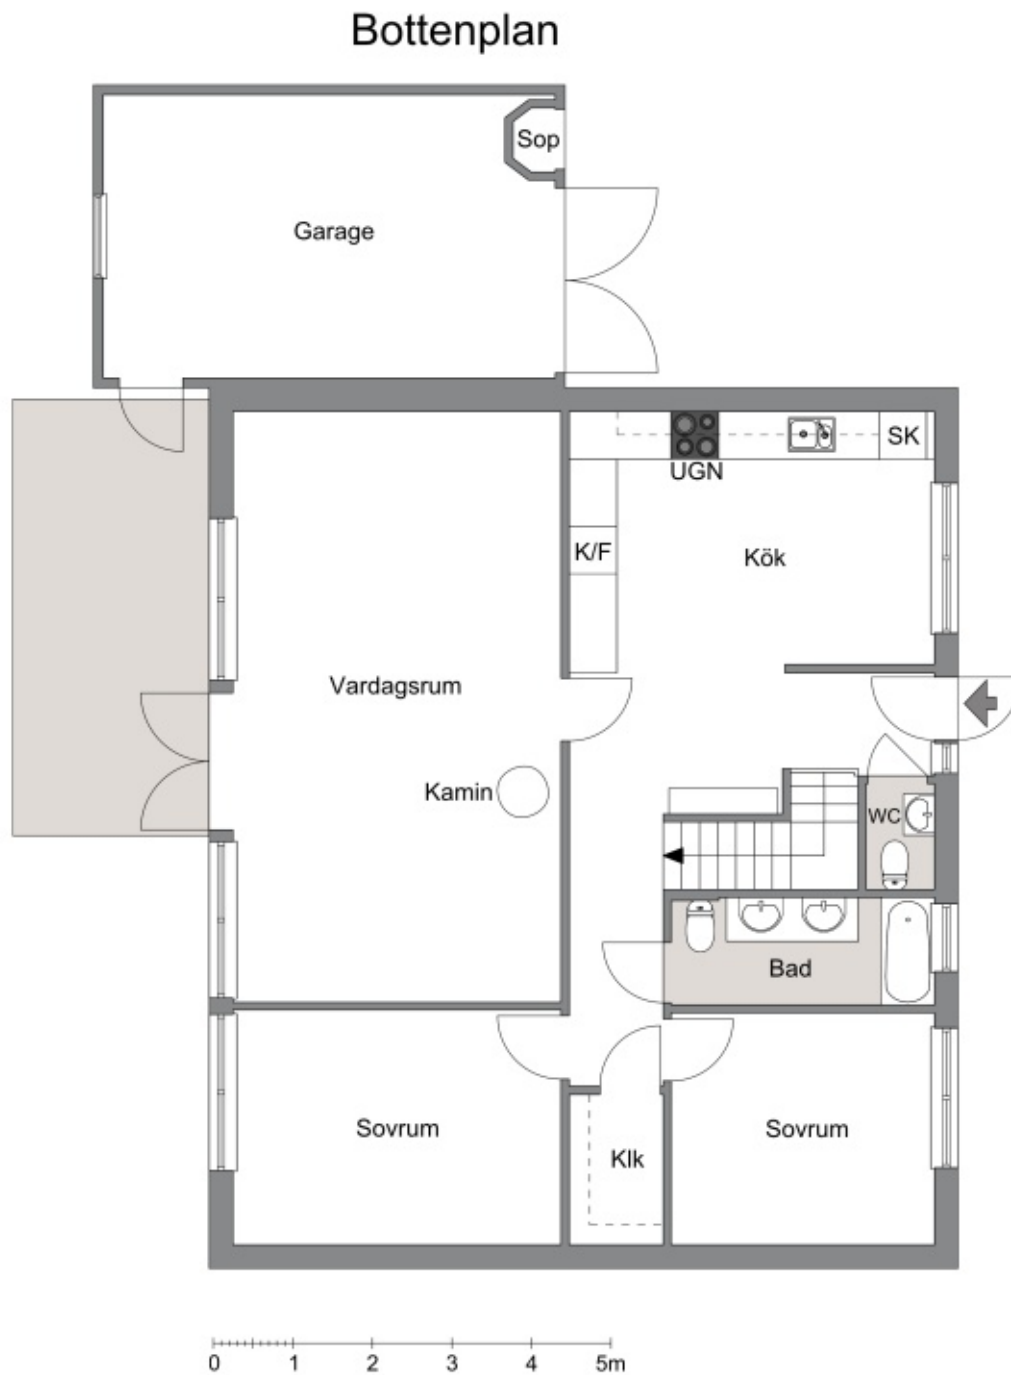 Bottenplan
Sop
Garage
SK
UGN
K/F
Kök
Vardagsrum
Kamin
WC
Bad
Sovrum
Sovrum
Klk
0 1 2 3 4 5m